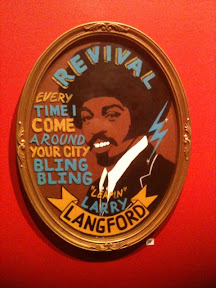 REVIVAL
EVERY
TIME I
COME
AROUND
YOUR CITY
BLING
BLING
"LEAPIN"
LARRY
LANGFORD